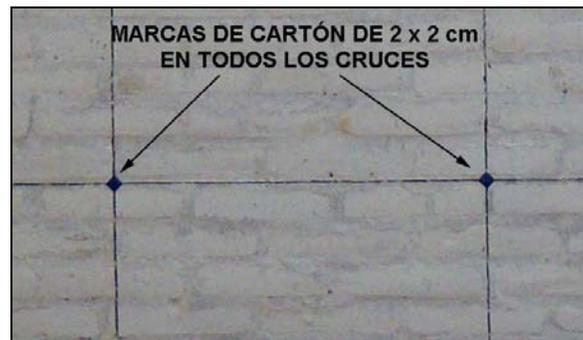 MARCAS DE CARTÓN DE 2 x 2 cm
EN TODOS LOS CRUCES